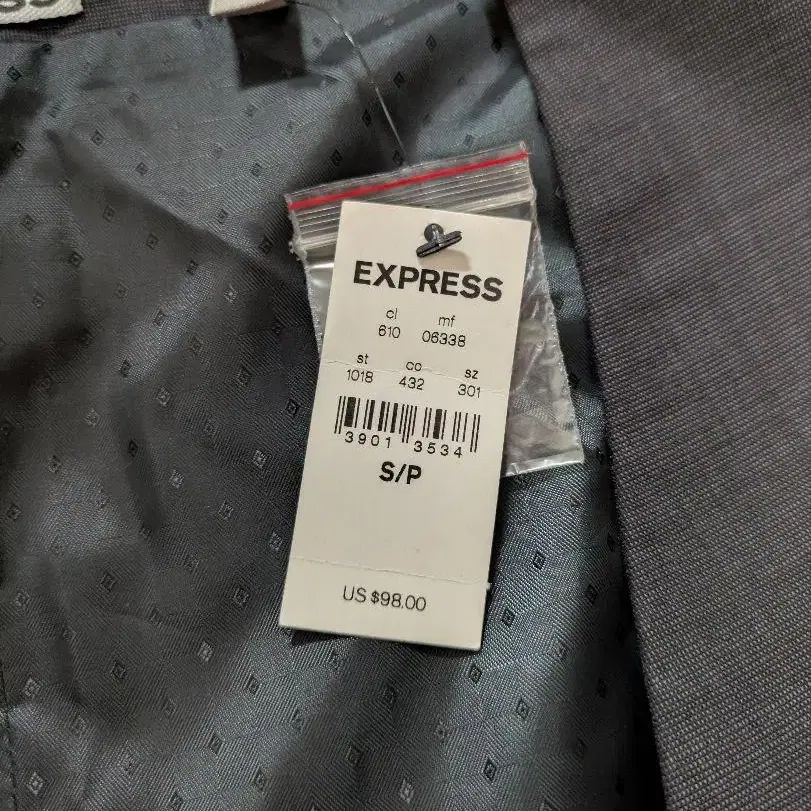 EXPRESS
cl mf
610 06338
st co sz
1018 432 301
3901 3534
S/P
US $98.00